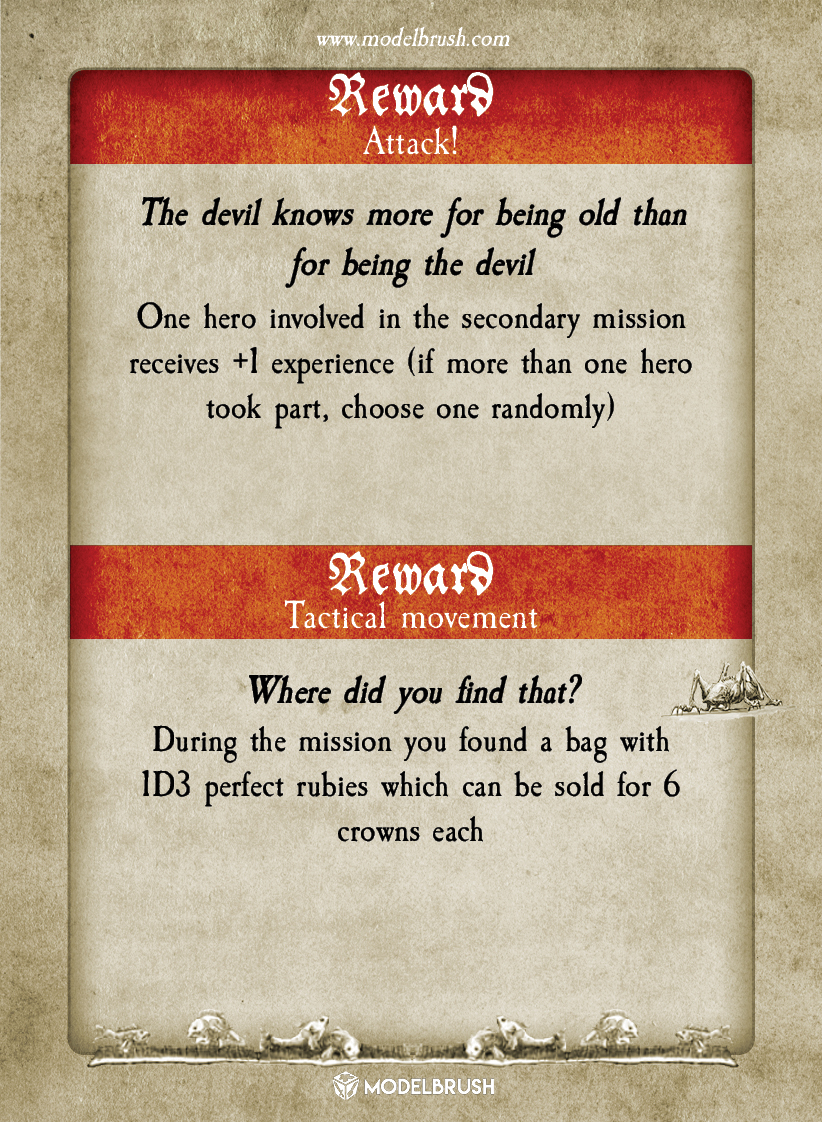 www.modelbrush.com
Reward
Attack!
The devil knows more for being old than
for being the devil
One hero involved in the secondary mission
receives +1 experience (if more than one hero
took part, choose one randomly)
Reward
Tactical movement
Where did you find that?
During the mission you found a bag with
1D3 perfect rubies which can be sold for 6
crowns each
MODELBRUSH